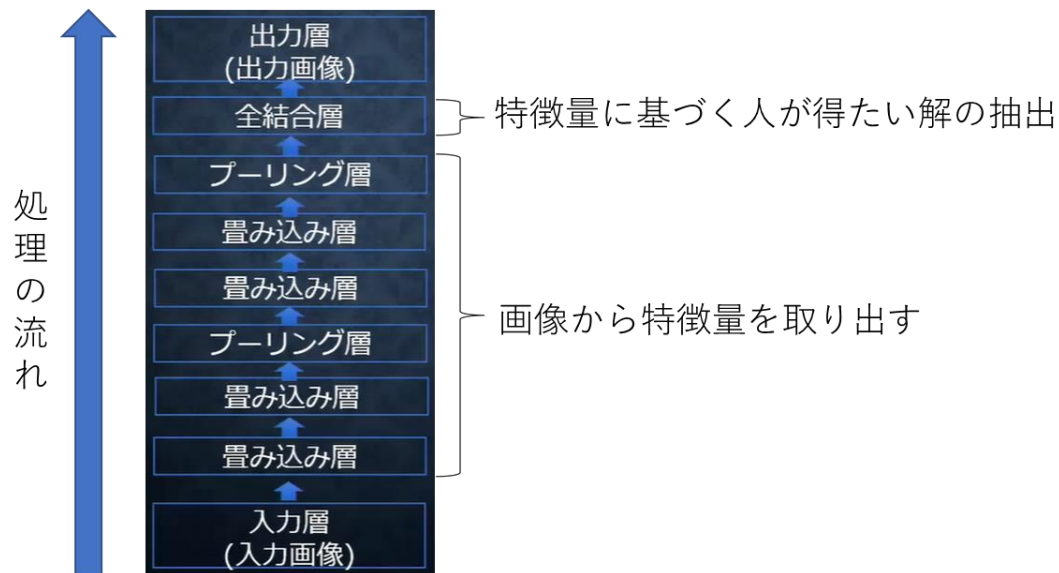 出力層
(出力画像)
全結合層
特徴量に基づく人が得たい解の抽出
プーリング層
畳み込み層
畳み込み層
画像から特徴量を取り出す
プーリング層
畳み込み層
畳み込み層
入力層
(入力画像)
処理の流れ